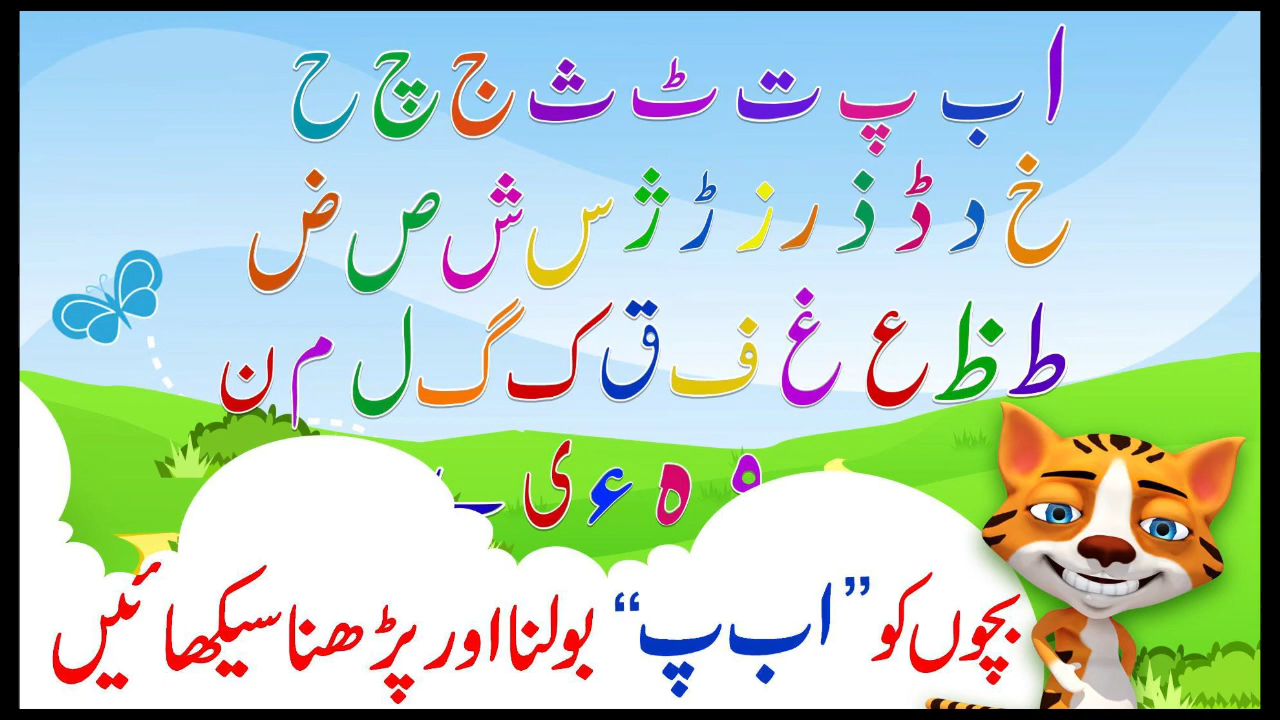 ا ب پ ت ٹ ث ج چ ح
خ د ڈ ذ ر ز ڑ ژ س ش ص ض
ط ظ ع غ ف ق ک گ ل م ن
و ہ ء ی ے
بچوں کو ”ا ب پ“ بولنا اور پڑھنا سیکھائیں